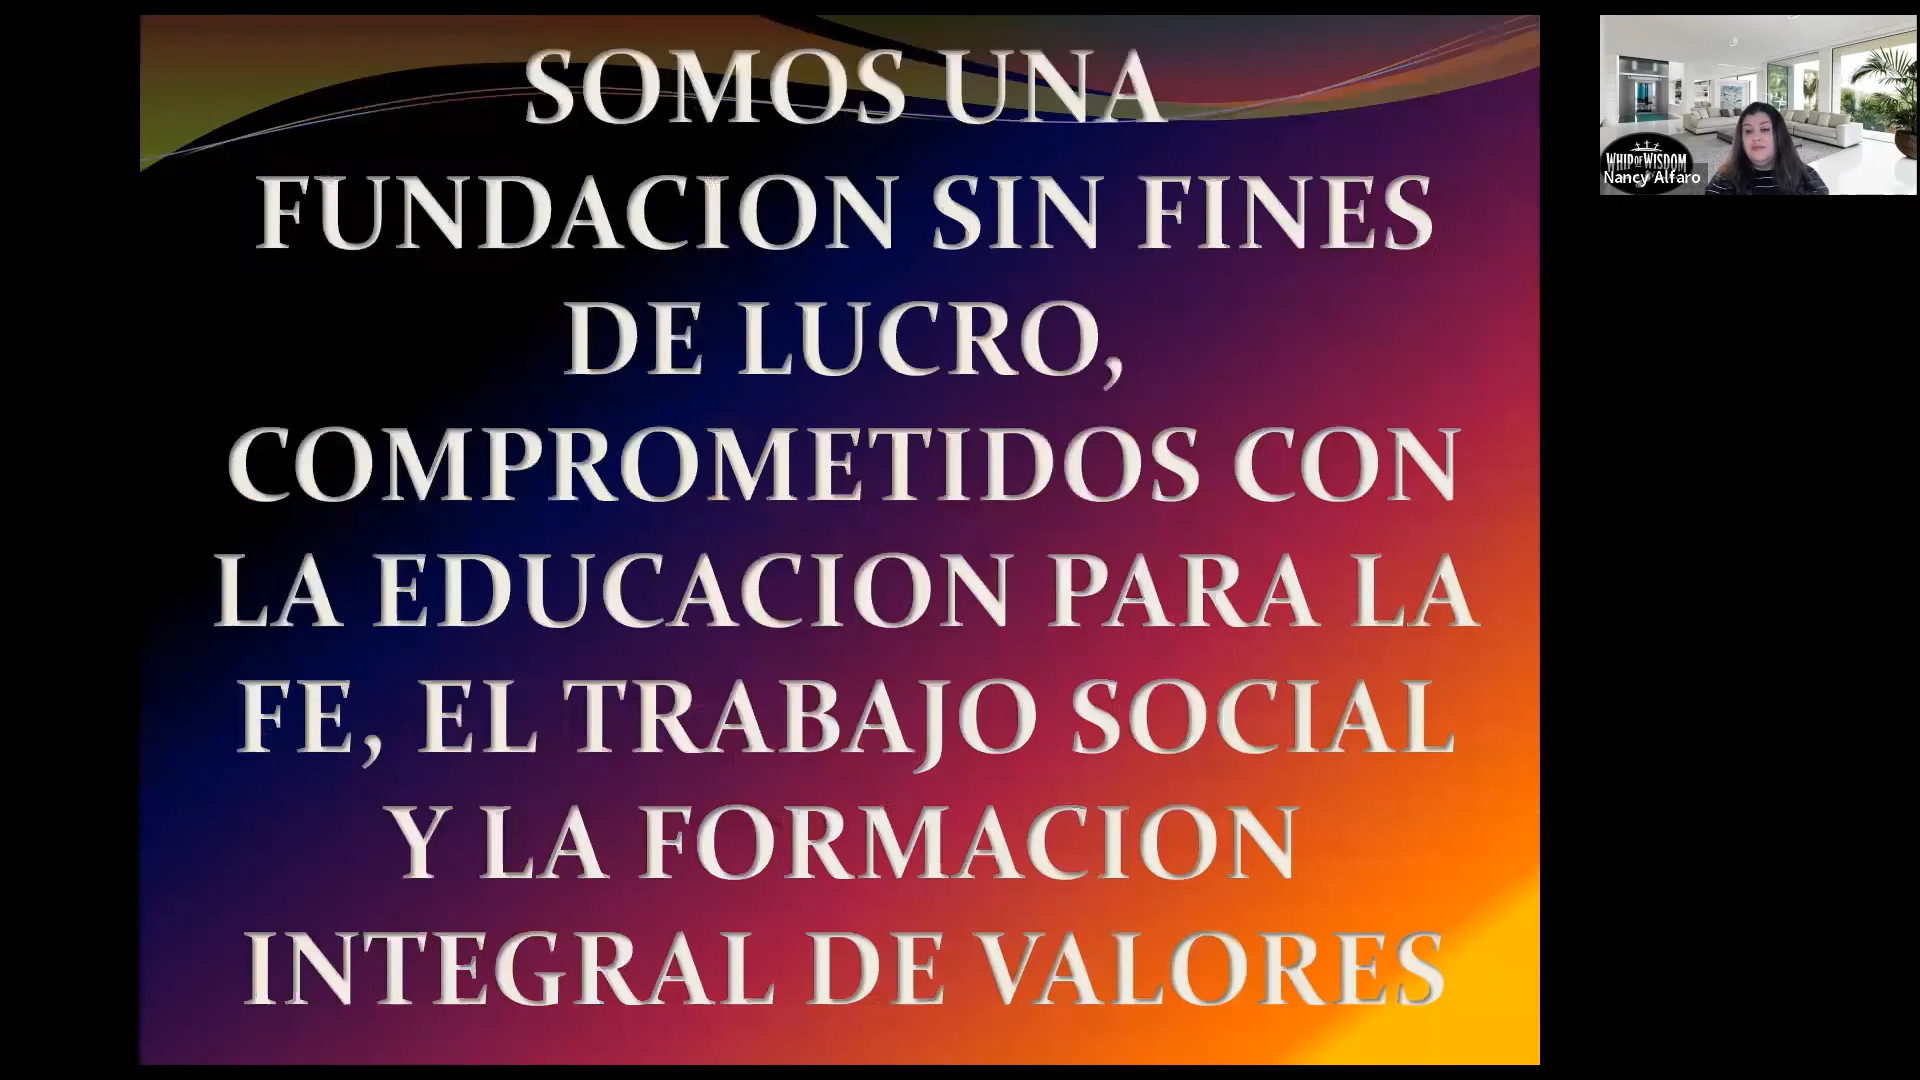 SOMOS UNA
FUNDACION SIN FINES
DE LUCRO,
COMPROMETIDOS CON
LA EDUCACION PARA LA
FE, EL TRABAJO SOCIAL
Y LA FORMACION
INTEGRAL DE VALORES
WHIP OF WISDOM
Nancy Alfaro